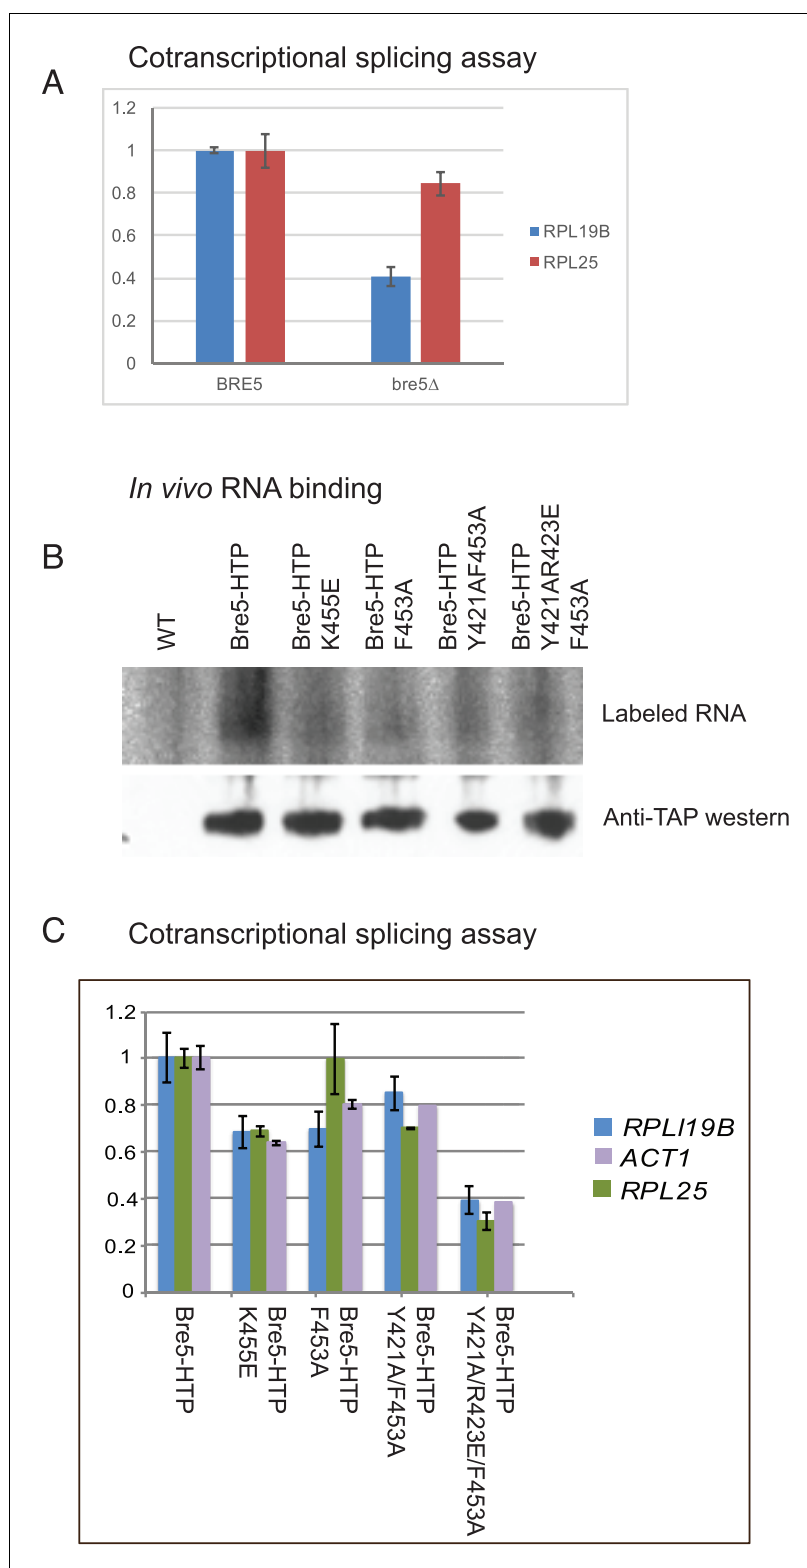 Cotranscriptional splicing assay
A
1.2
1
0.8
0.6
0.4
0.2
0
BRE5
bre5Δ
RPL19B
RPL25
In vivo RNA binding
B
WT
Bre5-HTP
Bre5-HTP
K455E
Bre5-HTP
F453A
Bre5-HTP
Y421AF453A
Bre5-HTP
Y421AR423E
F453A
Labeled RNA
Anti-TAP western
C
Cotranscriptional splicing assay
1.2
1
0.8
0.6
0.4
0.2
0
Bre5-HTP
Bre5-HTP
K455E
Bre5-HTP
F453A
Bre5-HTP
Y421A/F453A
Bre5-HTP
Y421A/R423E/F453A
RPLI19B
ACT1
RPL25